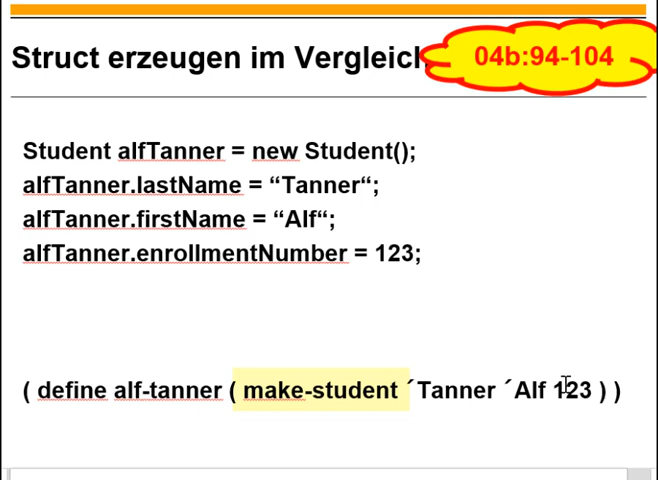 Struct erzeugen im Vergleich
04b:94-104
Student alfTanner = new Student();
alfTanner.lastName = “Tanner“;
alfTanner.firstName = “Alf“;
alfTanner.enrollmentNumber = 123;
( define alf-tanner ( make-student ´Tanner ´Alf 123 ) )